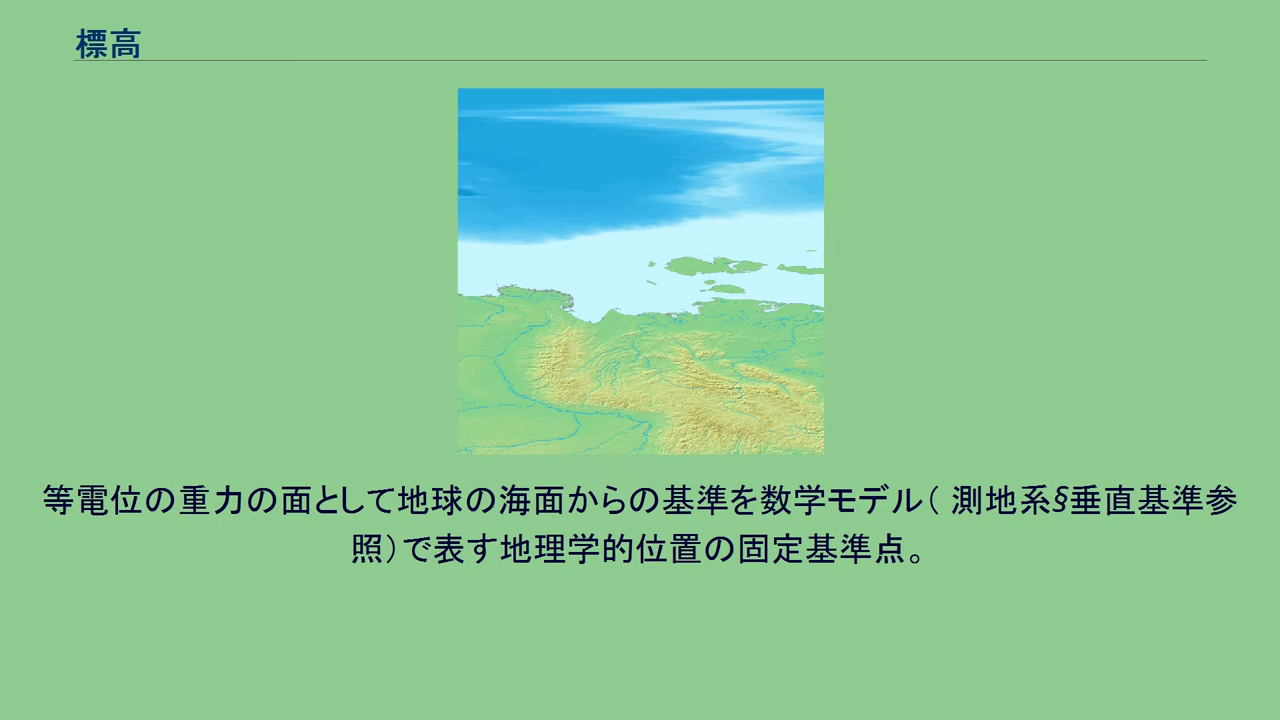 標高
等電位の重力の面として地球の海面からの基準を数学モデル( 測地系§垂直基準参
照)で表す地理学的位置の固定基準点。